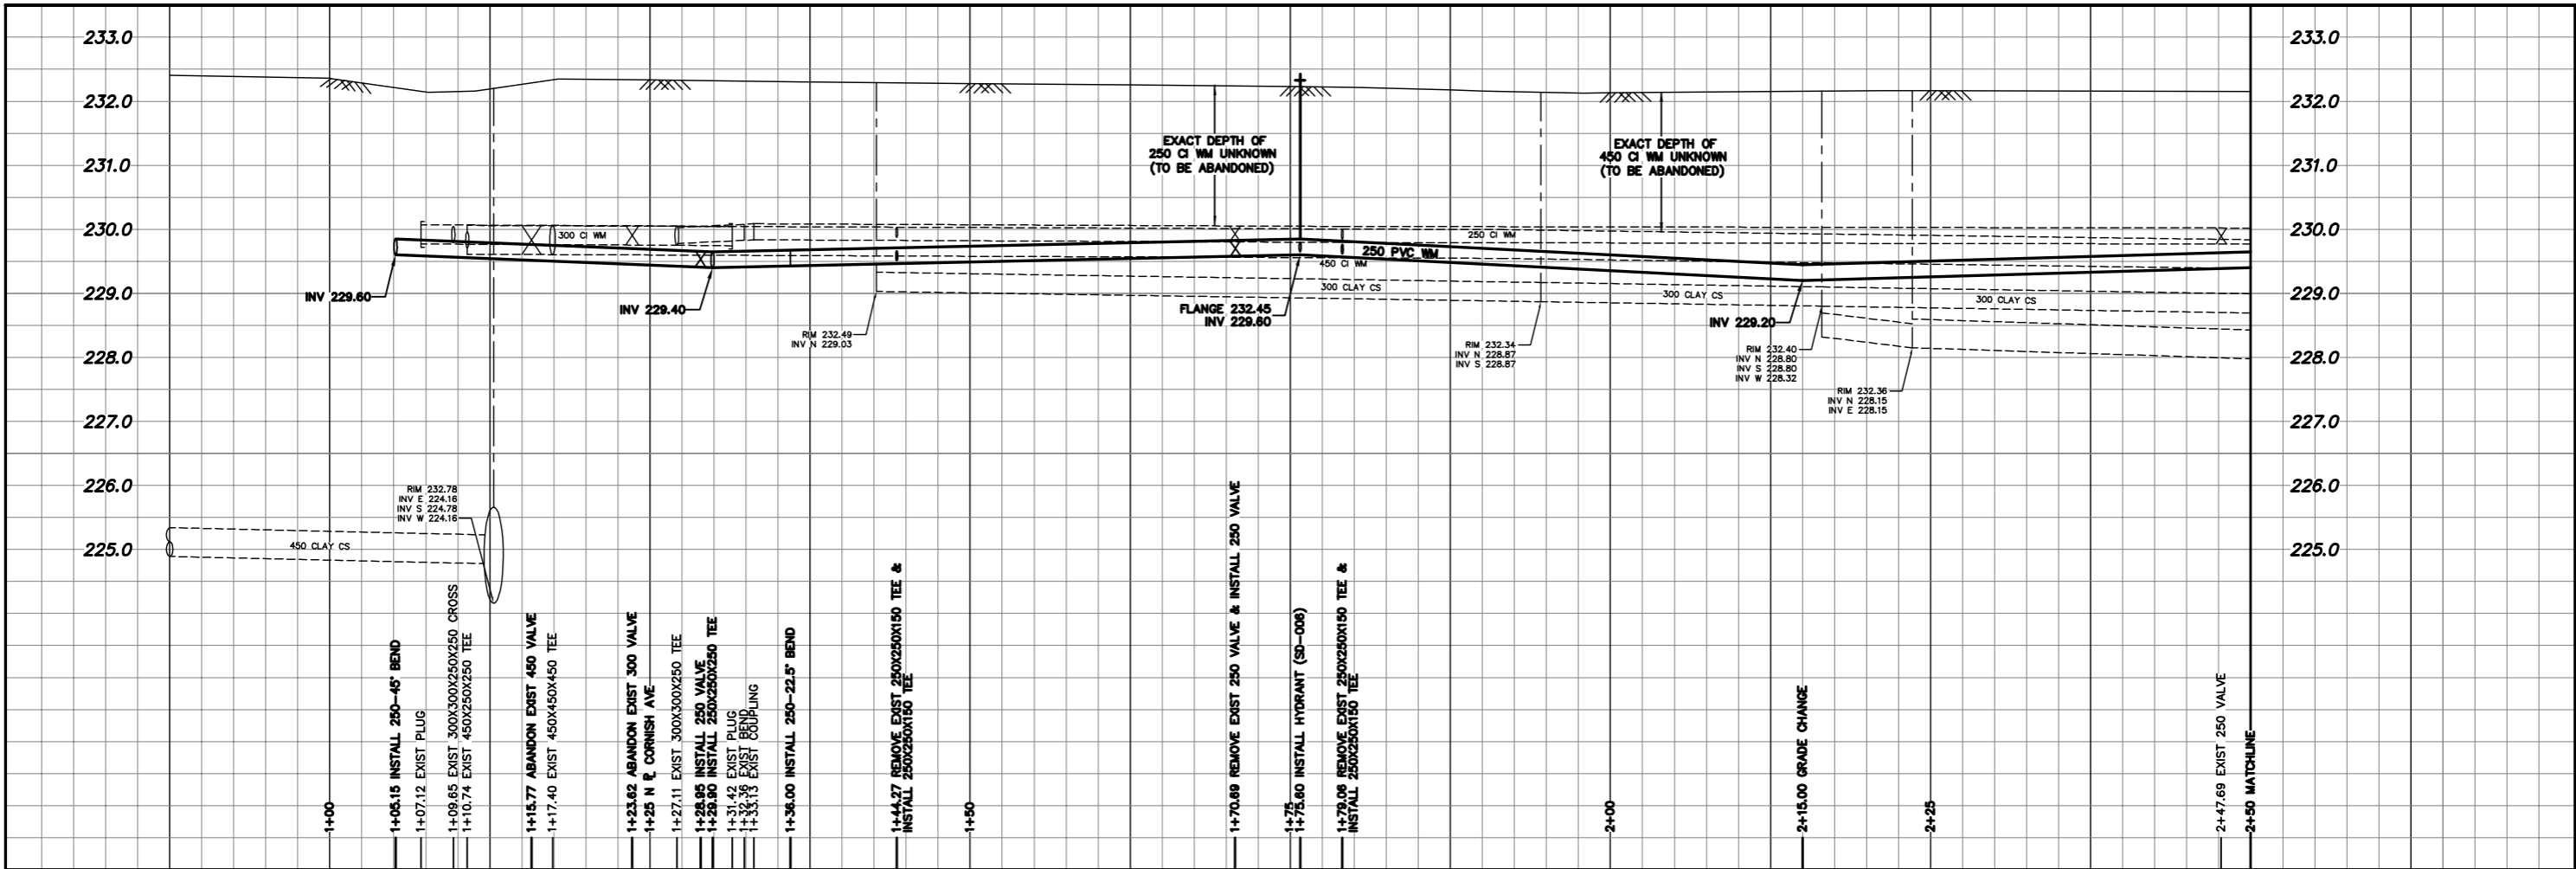 233.0
233.0
232.0
232.0
231.0
231.0
230.0
230.0
229.0
229.0
228.0
228.0
227.0
227.0
226.0
226.0
225.0
225.0
EXACT DEPTH OF
250 CI WM UNKNOWN
(TO BE ABANDONED)
EXACT DEPTH OF
450 CI WM UNKNOWN
(TO BE ABANDONED)
300 CI WM
250 CI WM
250 PVC WM
450 CI WM
300 CLAY CS
300 CLAY CS
300 CLAY CS
INV 229.60
INV 229.40
RIM 232.49
INV N 229.03
FLANGE 232.45
INV 229.60
RIM 232.34
INV N 228.87
INV S 228.87
INV 229.20
RIM 232.40
INV N 228.80
INV S 228.80
INV W 228.32
RIM 232.36
INV N 228.15
INV E 228.15
RIM 232.78
INV E 224.16
INV S 224.78
INV W 224.16
450 CLAY CS
1+00
1+05.15 INSTALL 250-45° BEND
1+07.12 EXIST PLUG
1+09.65 EXIST 300X300X250X250 CROSS
1+10.74 EXIST 450X250X250X250 TEE
1+15.77 ABANDON EXIST 450 VALVE
1+17.40 EXIST 450X450X450 TEE
1+23.62 ABANDON EXIST 300 VALVE
1+25 N PL CORNISH AVE
1+27.11 EXIST 300X300X250 TEE
1+28.95 INSTALL 250 VALVE
1+29.90 INSTALL 250X250X250 TEE
1+31.42 EXIST PLUG
1+32.36 EXIST BEND
1+33.13 EXIST COUPLING
1+36.00 INSTALL 250-22.5° BEND
1+44.27 REMOVE EXIST 250X250X150 TEE &
INSTALL 250X250X150 TEE
1+50
1+70.69 REMOVE EXIST 250 VALVE & INSTALL 250 VALVE
1+75
1+75.60 INSTALL HYDRANT (SD-006)
1+79.06 REMOVE EXIST 250X250X150 TEE &
INSTALL 250X250X150 TEE
2+00
2+15.00 GRADE CHANGE
2+25
2+47.69 EXIST 250 VALVE
2+50 MATCHLINE